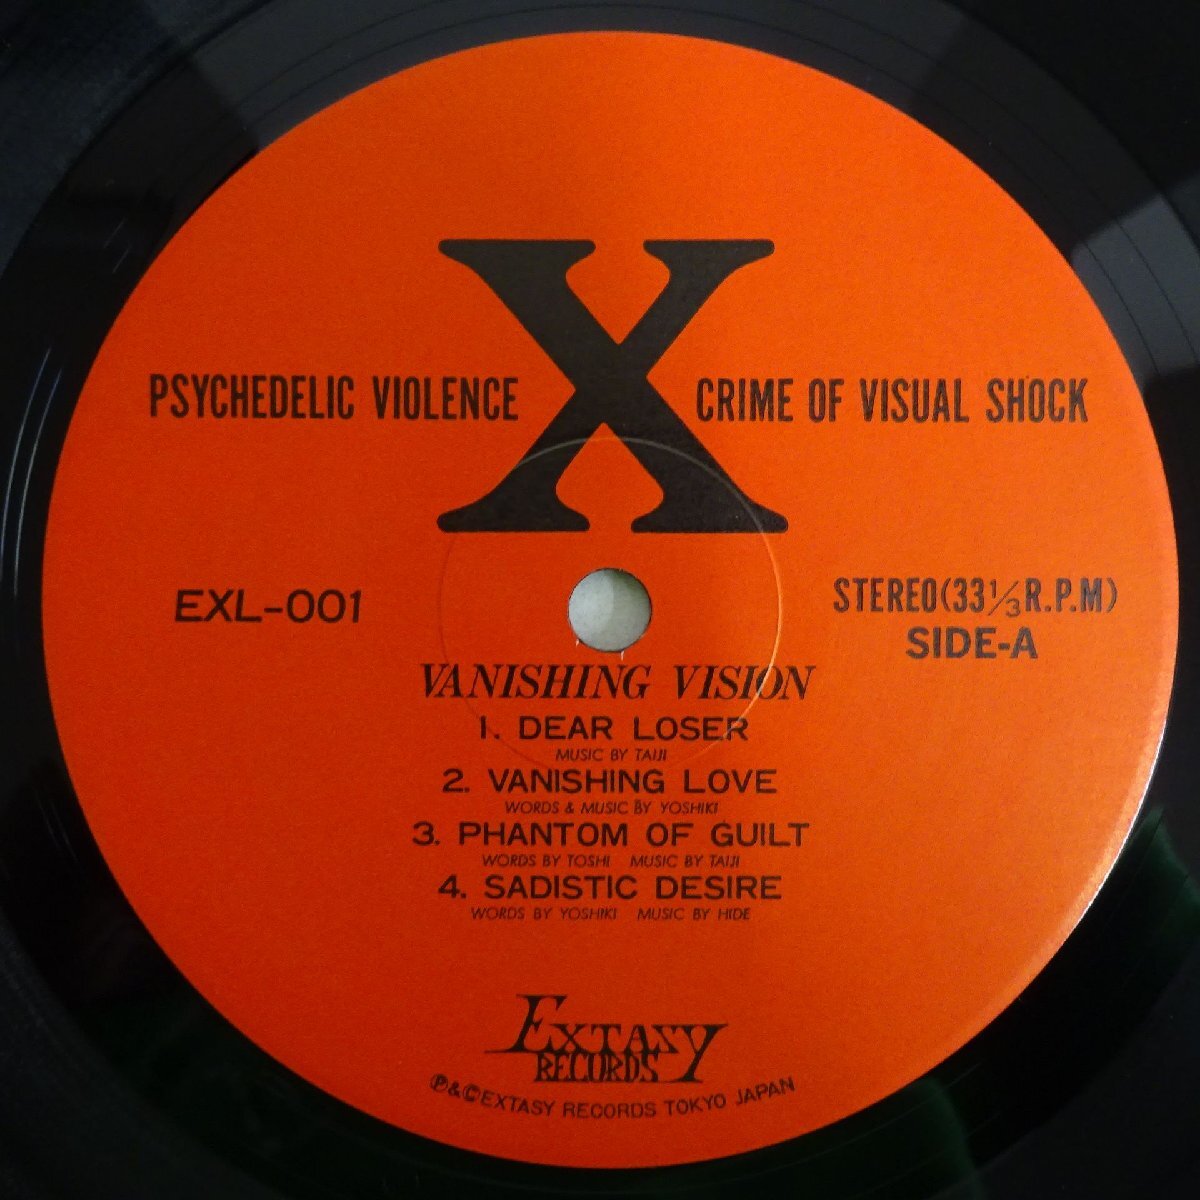 X
PSYCHEDELIC VIOLENCE CRIME OF VISUAL SHOCK
EXL-001
STEREO(33⅓R.P.M)
SIDE-A
VANISHING VISION
1. DEAR LOSER
MUSIC BY TAIJI
2. VANISHING LOVE
WORDS & MUSIC BY YOSHIKI
3. PHANTOM OF GUILT
WORDS BY TOSHI MUSIC BY TAIJI
4. SADISTIC DESIRE
WORDS BY YOSHIKI MUSIC BY HIDE
EXTASY
RECORDS
℗&©EXTASY RECORDS TOKYO JAPAN